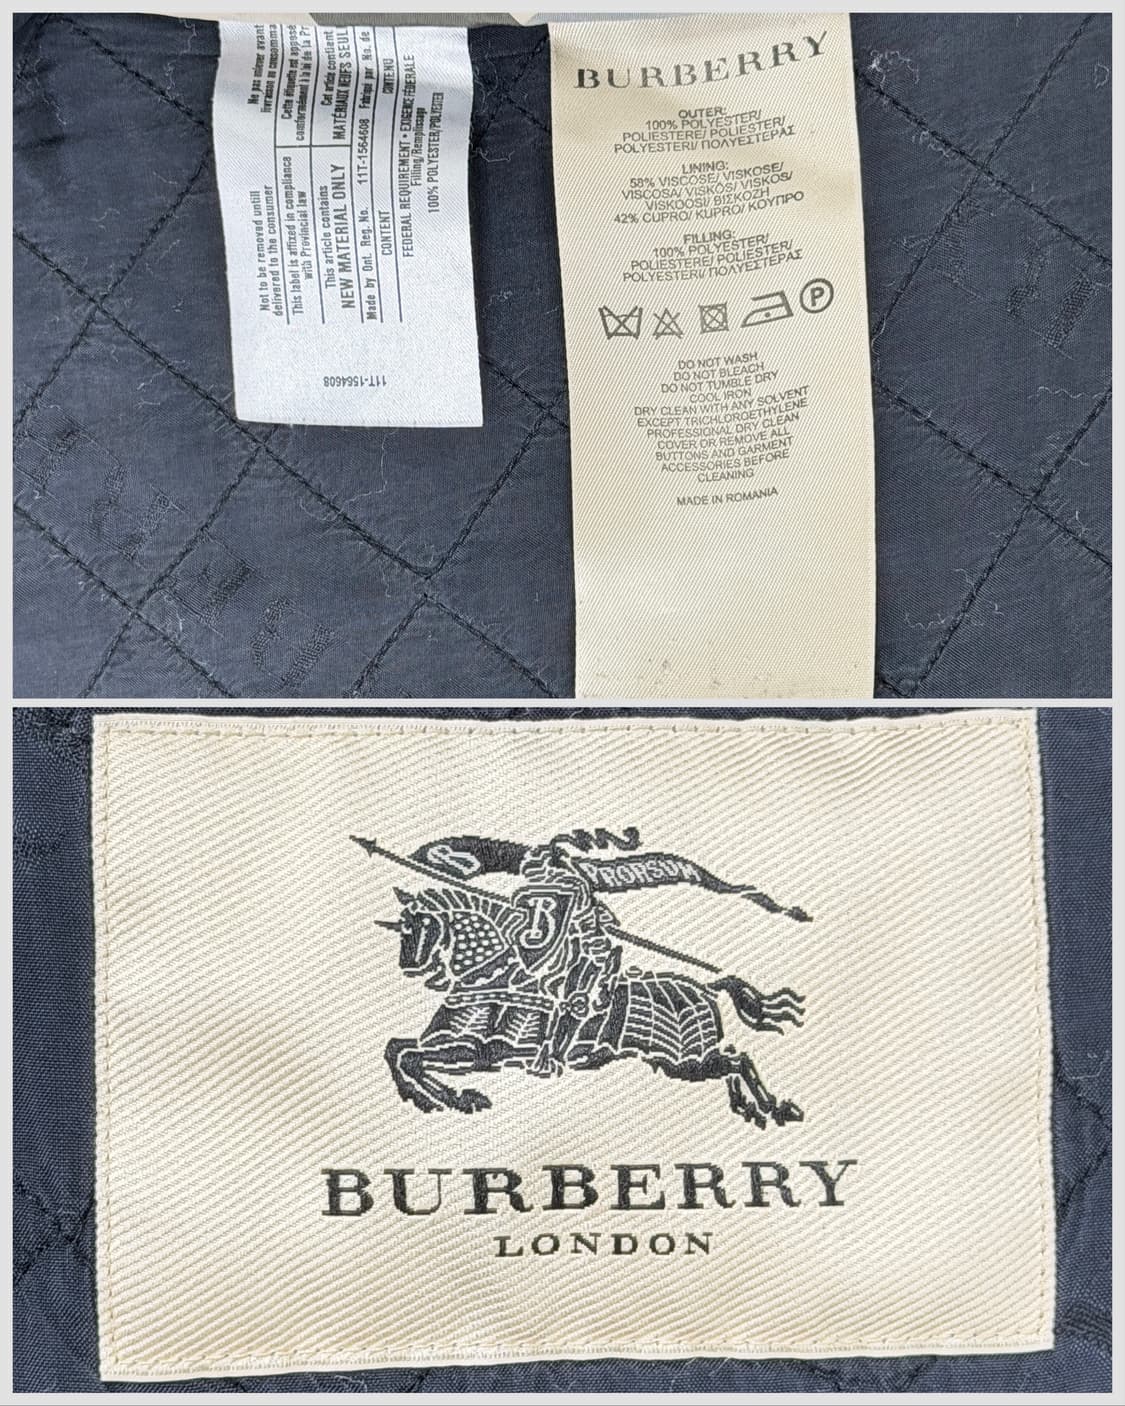 Not to be removed untill
delivered to the consumer
This label is affixed in compliance
with Provincial law
This article contains
NEW MATERIAL ONLY
Made by Ont. Reg. No. 11T-1564608 Fabriqué par No. de
CONTENT CONTENU
FEDERAL REQUIREMENT • EXIGENCE FÉDÉRALE
Filling/Remplissage
100% POLYESTER/POLYESTER
Ne pas enlever avant
livraison au consomma
Cette étiquette est apposé
conformément à la loi de la Pr
Cet article contient
MATÉRIAUX NEUFS SEUL
11T-1564608
BURBERRY
OUTER:
100% POLYESTER/
POLIESTERE/ POLIESTER/
POLYESTERI/ ΠΟΛΥΕΣΤΕΡΑΣ
LINING:
58% VISCOSE/ VISKOSE/
VISCOSA/ VISKOS/ VISKOS/
VISKOOSI/ ΒΙΣΚΟΖΗ
42% CUPRO/ KUPRO/ ΚΟΥΠΡΟ
FILLING:
100% POLYESTER/
POLIESTERE/ POLIESTER/
POLYESTERI/ ΠΟΛΥΕΣΤΕΡΑΣ
P
DO NOT WASH
DO NOT BLEACH
DO NOT TUMBLE DRY
COOL IRON
DRY CLEAN WITH ANY SOLVENT
EXCEPT TRICHLOROETHYLENE
PROFESSIONAL DRY CLEAN
COVER OR REMOVE ALL
BUTTONS AND GARMENT
ACCESSORIES BEFORE
CLEANING
MADE IN ROMANIA
PRORSUM
B
BURBERRY
LONDON